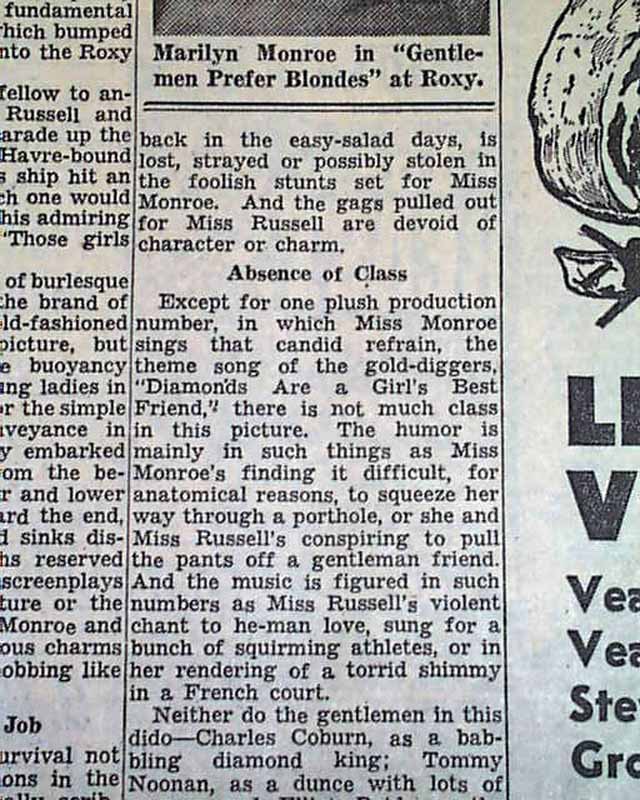 fundamental
which bumped
nto the Roxy
fellow to an-
Russell and
arade up the
Havre-bound
s ship hit an
ch one would
his admiring
"Those girls
of burlesque
the brand of
ld-fashioned
picture, but
e buoyancy
ng ladies in
r the simple
veyance in
y embarked
om the be-
r and lower
ard the end,
d sinks dis-
hs reserved
screenplays
ture or the
Monroe and
ous charms
obbing like
Job
urvival not
ons in the
Marilyn Monroe in "Gentle-
men Prefer Blondes" at Roxy.
back in the easy-salad days, is
lost, strayed or possibly stolen in
the foolish stunts set for Miss
Monroe. And the gags pulled out
for Miss Russell are devoid of
character or charm.
Absence of Class
Except for one plush production
number, in which Miss Monroe
sings that candid refrain, the
theme song of the gold-diggers,
"Diamonds Are a Girl's Best
Friend," there is not much class
in this picture. The humor is
mainly in such things as Miss
Monroe's finding it difficult, for
anatomical reasons, to squeeze her
way through a porthole, or she and
Miss Russell's conspiring to pull
the pants off a gentleman friend.
And the music is figured in such
numbers as Miss Russell's violent
chant to he-man love, sung for a
bunch of squirming athletes, or in
her rendering of a torrid shimmy
in a French court.
Neither do the gentlemen in this
dido—Charles Coburn, as a bab-
bling diamond king; Tommy
Noonan, as a dunce with lots of
V
Vea
Vea
Ste
Gro